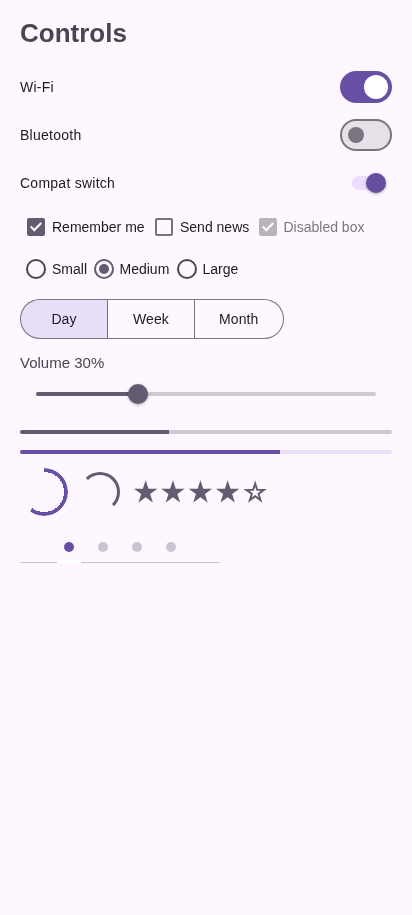 Controls
Wi-Fi
Bluetooth
Compat switch
Remember me Send news Disabled box
Small Medium Large
Day Week Month
Volume 30%